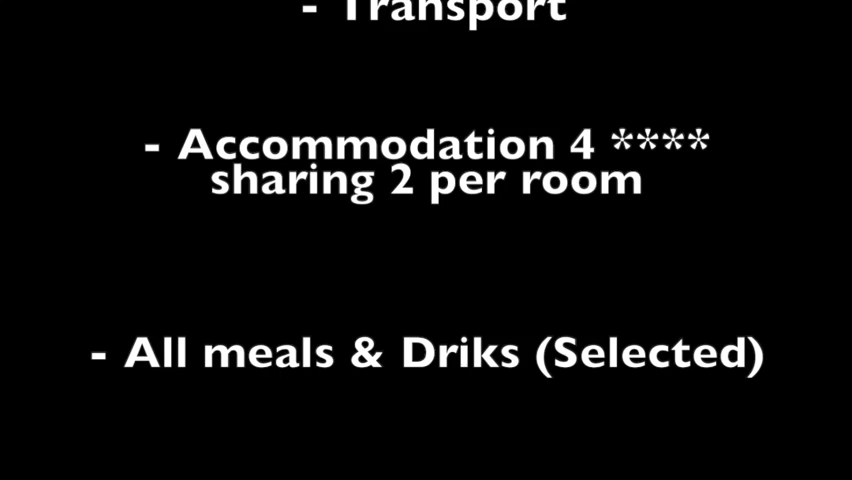 - Transport
- Accommodation 4 ****
sharing 2 per room
- All meals & Driks (Selected)